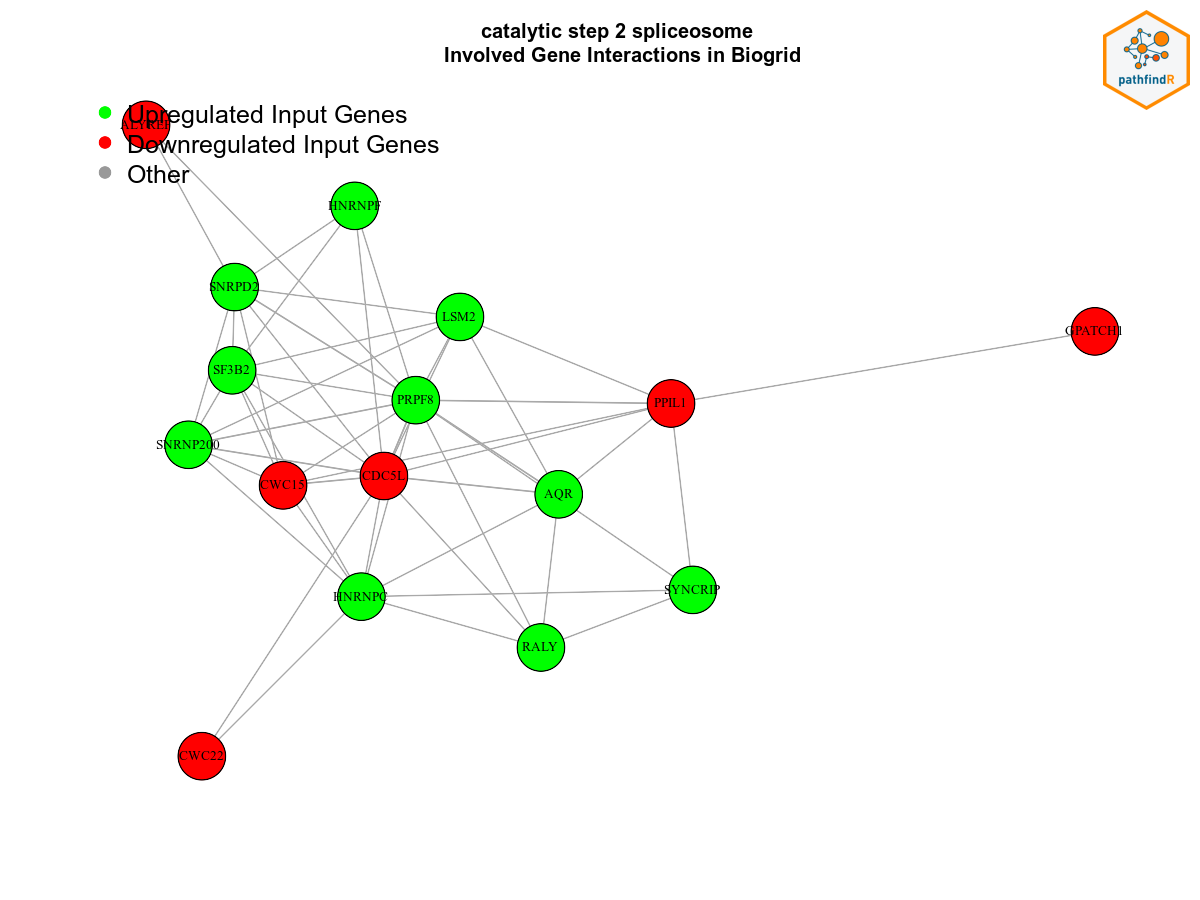 catalytic step 2 spliceosome
Involved Gene Interactions in Biogrid
pathfindR
Upregulated Input Genes
ALYREF
Downregulated Input Genes
Other
HNRNPF
SNRPD2
LSM2
GPATCH1
SF3B2
PRPF8
PPIL1
SNRNP200
CWC15
CDC5L
AQR
HNRNPC
SYNCRIP
RALY
CWC22